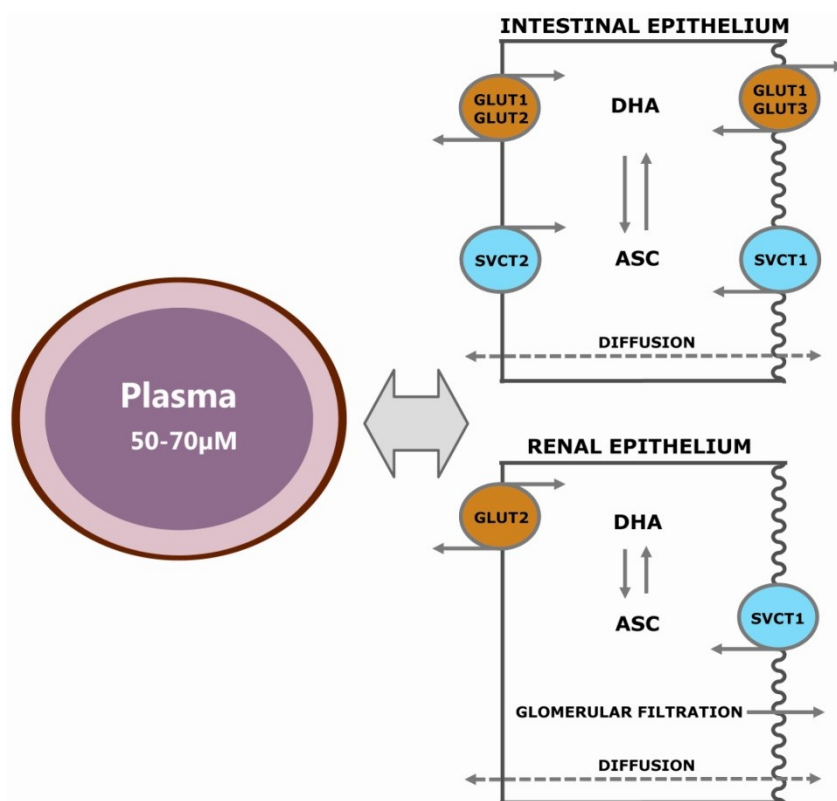 INTESTINAL EPITHELIUM
GLUT1
GLUT2
DHA
GLUT1
GLUT3
SVCT2
ASC
SVCT1
DIFFUSION
Plasma
50-70µM
RENAL EPITHELIUM
GLUT2
DHA
ASC
SVCT1
GLOMERULAR FILTRATION
DIFFUSION